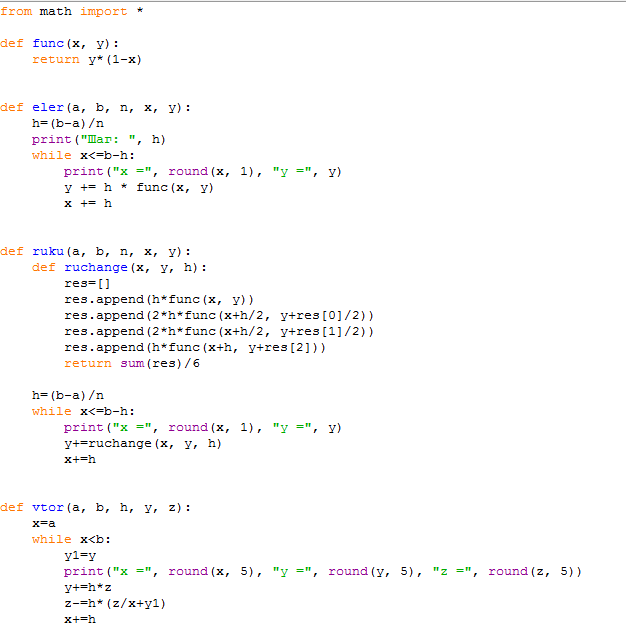 from math import *
def func(x, y):
    return y*(1-x)
def eler(a, b, n, x, y):
    h=(b-a)/n
    print("Шаг: ", h)
    while x<=b-h:
        print("x =", round(x, 1), "y =", y)
        y += h * func(x, y)
        x += h
def ruku(a, b, n, x, y):
    def ruchange(x, y, h):
        res=[]
        res.append(h*func(x, y))
        res.append(2*h*func(x+h/2, y+res[0]/2))
        res.append(2*h*func(x+h/2, y+res[1]/2))
        res.append(h*func(x+h, y+res[2]))
        return sum(res)/6
    h=(b-a)/n
    while x<=b-h:
        print("x =", round(x, 1), "y =", y)
        y+=ruchange(x, y, h)
        x+=h
def vtor(a, b, h, y, z):
    x=a
    while x<b:
        y1=y
        print("x =", round(x, 5), "y =", round(y, 5), "z =", round(z, 5))
        y+=h*z
        z-=h*(z/x+y1)
        x+=h